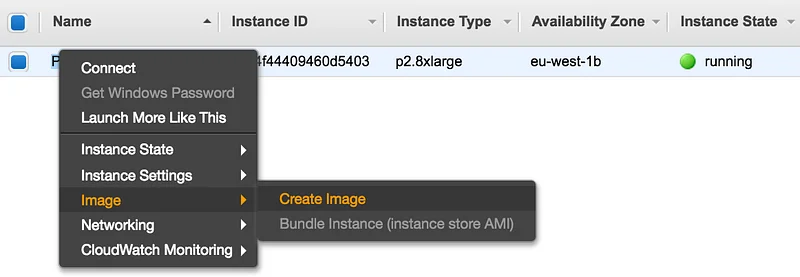 Name Instance ID Instance Type Availability Zone Instance State
4f44409460d5403 p2.8xlarge eu-west-1b running
Connect
Get Windows Password
Launch More Like This
Instance State
Instance Settings
Image
Create Image
Bundle Instance (instance store AMI)
Networking
CloudWatch Monitoring